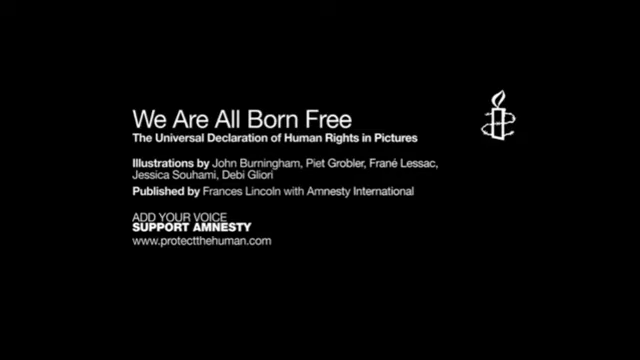 We Are All Born Free
The Universal Declaration of Human Rights in Pictures
Illustrations by John Burningham, Piet Grobler, Frané Lessac,
Jessica Souhami, Debi Gliori
Published by Frances Lincoln with Amnesty International
ADD YOUR VOICE
SUPPORT AMNESTY
www.protectthehuman.com